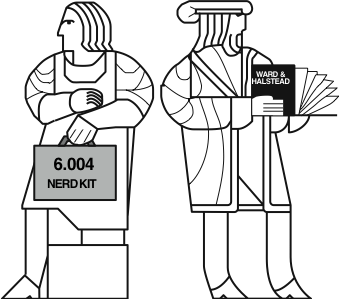 WARD &
HALSTEAD
6.004
NERD KIT